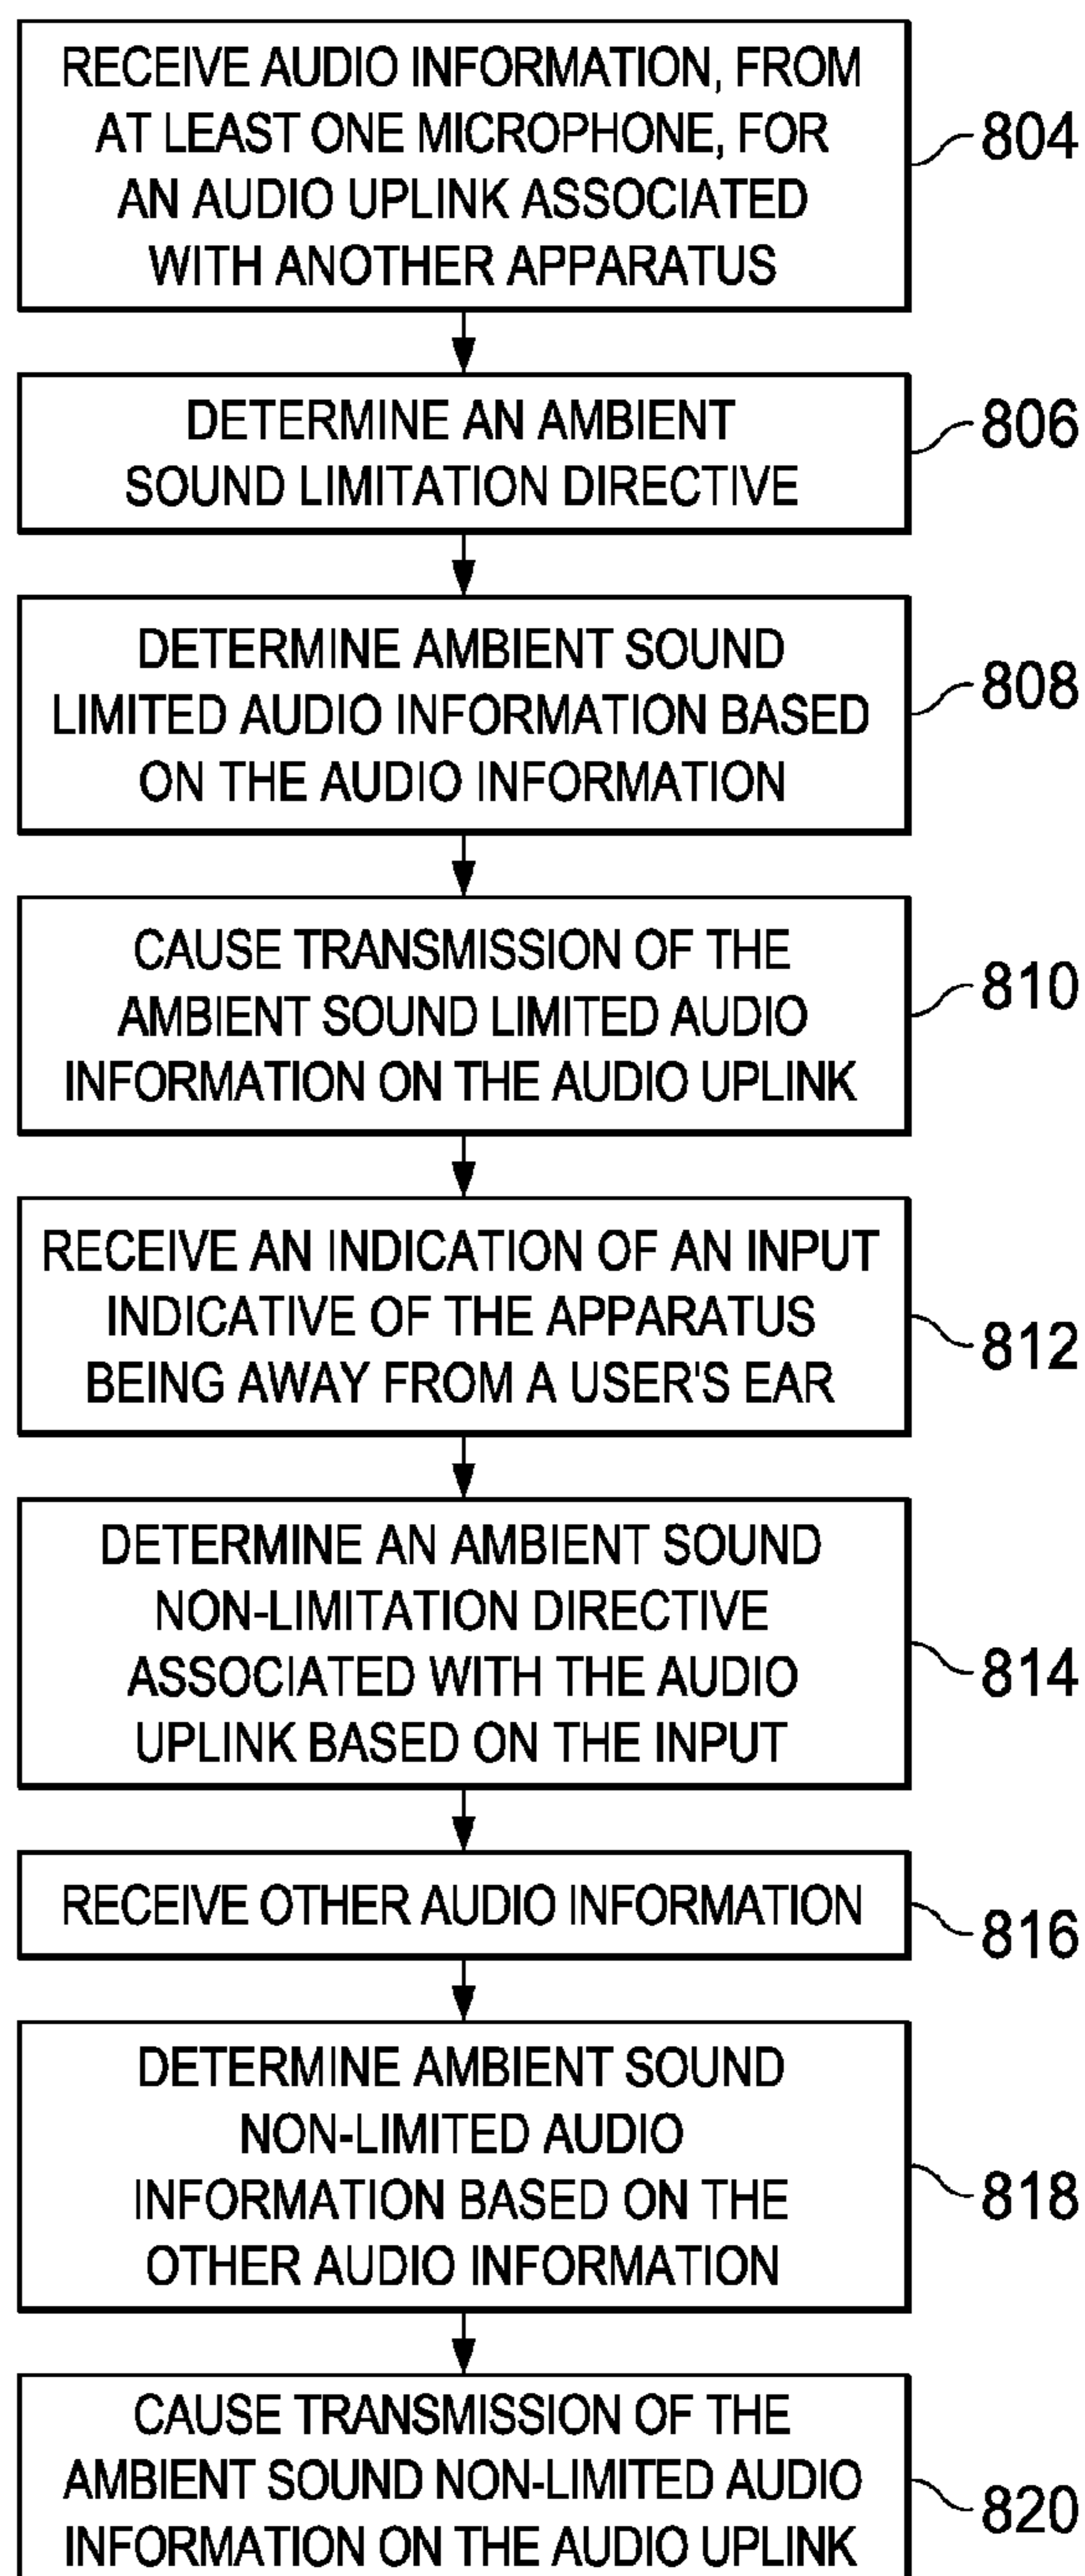 RECEIVE AUDIO INFORMATION, FROM
AT LEAST ONE MICROPHONE, FOR
AN AUDIO UPLINK ASSOCIATED
WITH ANOTHER APPARATUS
804
DETERMINE AN AMBIENT
SOUND LIMITATION DIRECTIVE
806
DETERMINE AMBIENT SOUND
LIMITED AUDIO INFORMATION BASED
ON THE AUDIO INFORMATION
808
CAUSE TRANSMISSION OF THE
AMBIENT SOUND LIMITED AUDIO
INFORMATION ON THE AUDIO UPLINK
810
RECEIVE AN INDICATION OF AN INPUT
INDICATIVE OF THE APPARATUS
BEING AWAY FROM A USER'S EAR
812
DETERMINE AN AMBIENT SOUND
NON-LIMITATION DIRECTIVE
ASSOCIATED WITH THE AUDIO
UPLINK BASED ON THE INPUT
814
RECEIVE OTHER AUDIO INFORMATION
816
DETERMINE AMBIENT SOUND
NON-LIMITED AUDIO
INFORMATION BASED ON THE
OTHER AUDIO INFORMATION
818
CAUSE TRANSMISSION OF THE
AMBIENT SOUND NON-LIMITED AUDIO
INFORMATION ON THE AUDIO UPLINK
820